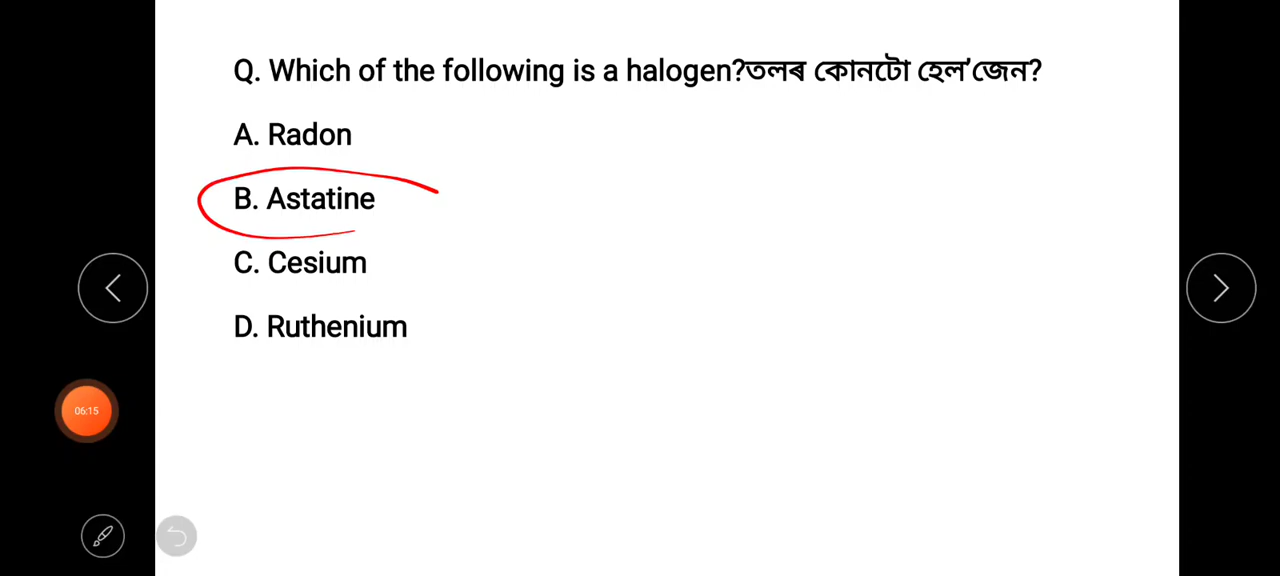 Q. Which of the following is a halogen?তলৰ কোনটো হেল'জেন?
A. Radon
B. Astatine
C. Cesium
D. Ruthenium
06:15